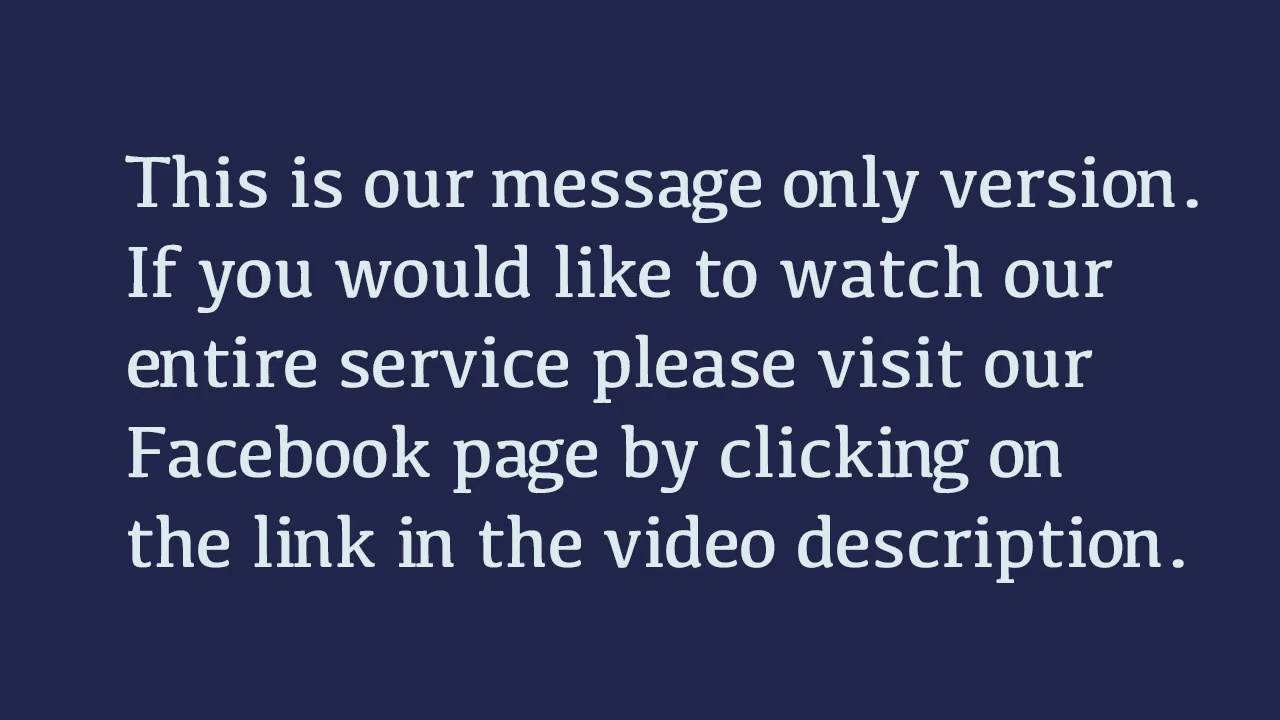 This is our message only version.
If you would like to watch our
entire service please visit our
Facebook page by clicking on
the link in the video description.